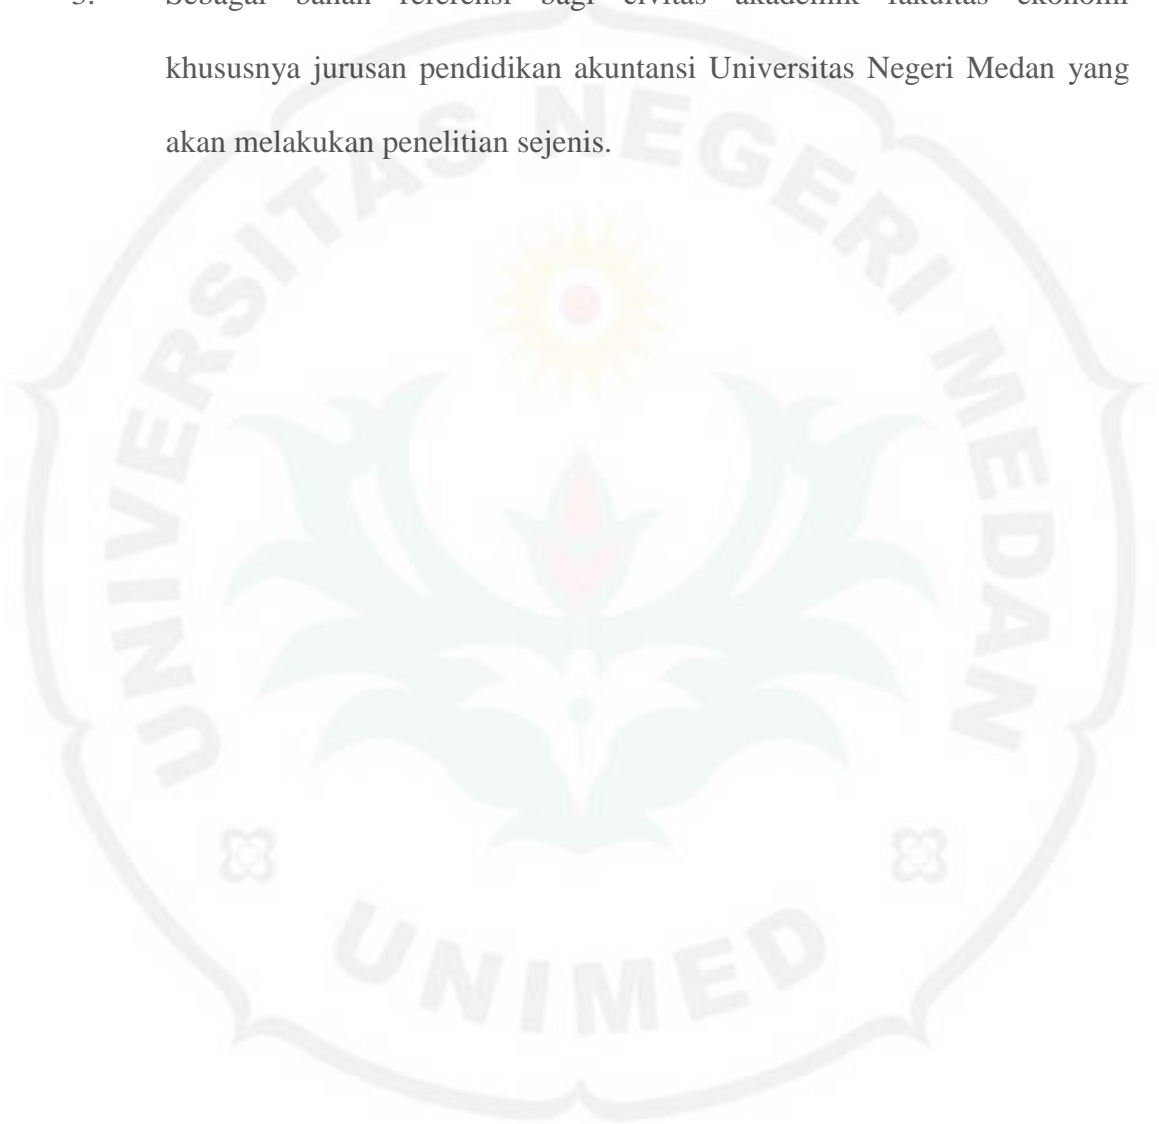 3. Sebagai bahan referensi bagi civitas akademik fakultas ekonomi
khususnya jurusan pendidikan akuntansi Universitas Negeri Medan yang
akan melakukan penelitian sejenis.
UNIVERSITAS NEGERI MEDAN
UNIMED